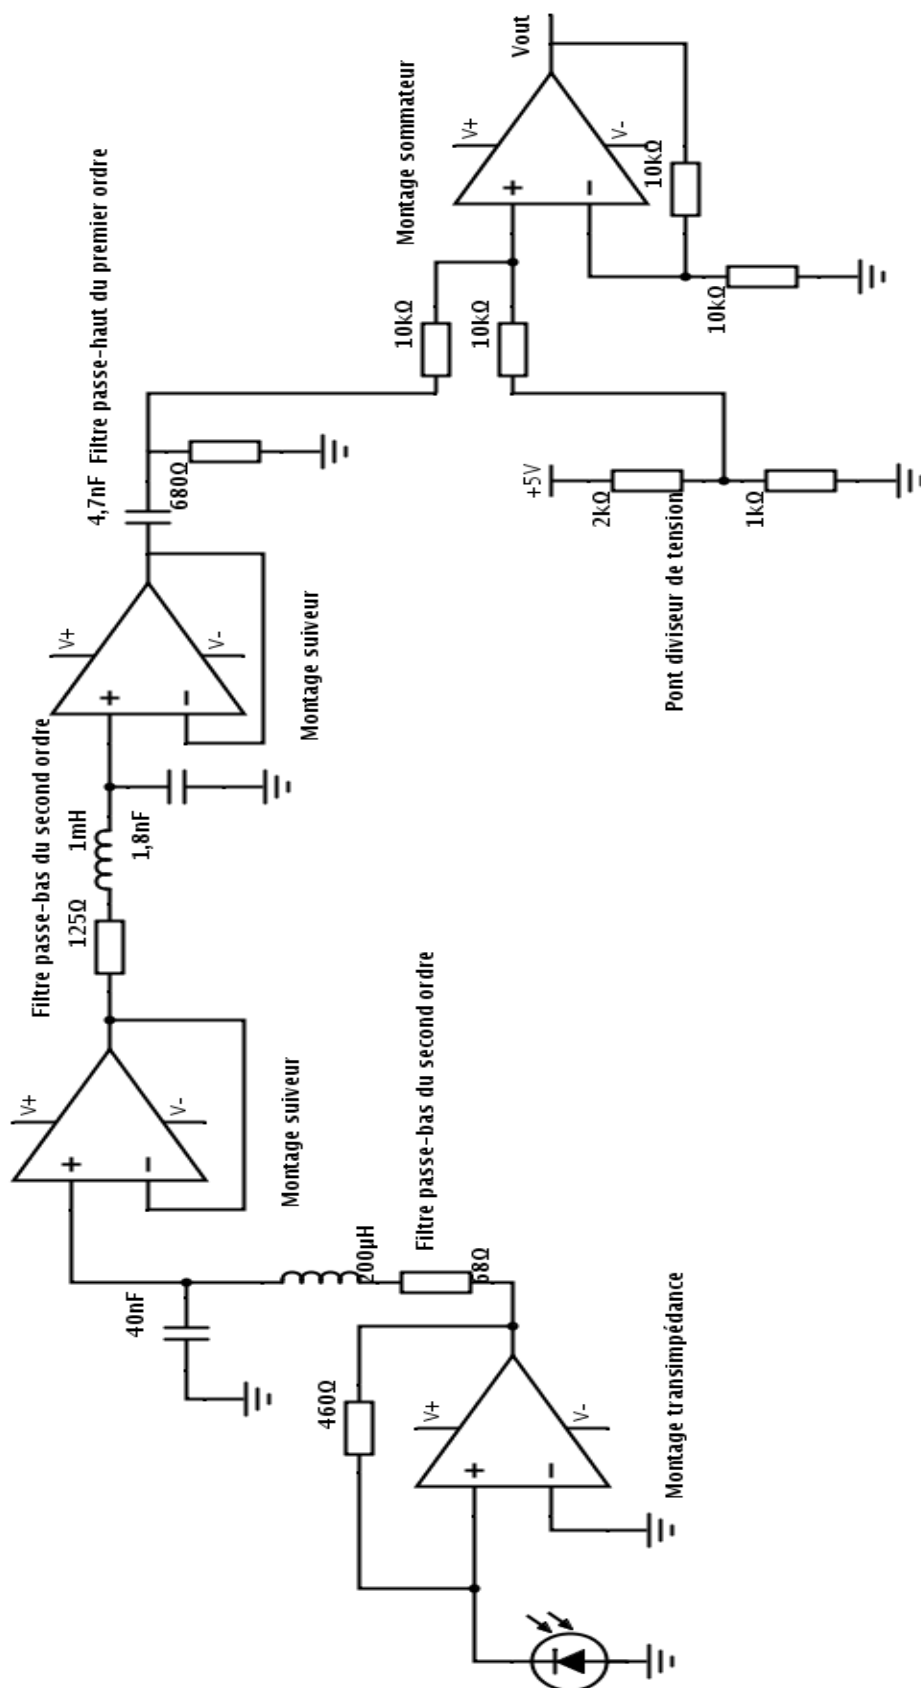 Montage transimpédance
V+
V-
460Ω
68Ω
200µH
Filtre passe-bas du second ordre
40nF
V+
V-
Montage suiveur
Filtre passe-bas du second ordre
125Ω
1mH
1,8nF
V+
V-
Montage suiveur
4,7nF Filtre passe-haut du premier ordre
680Ω
+5V
2kΩ
1kΩ
Pont diviseur de tension
10kΩ
10kΩ
Montage sommateur
V+
V-
10kΩ
10kΩ
Vout